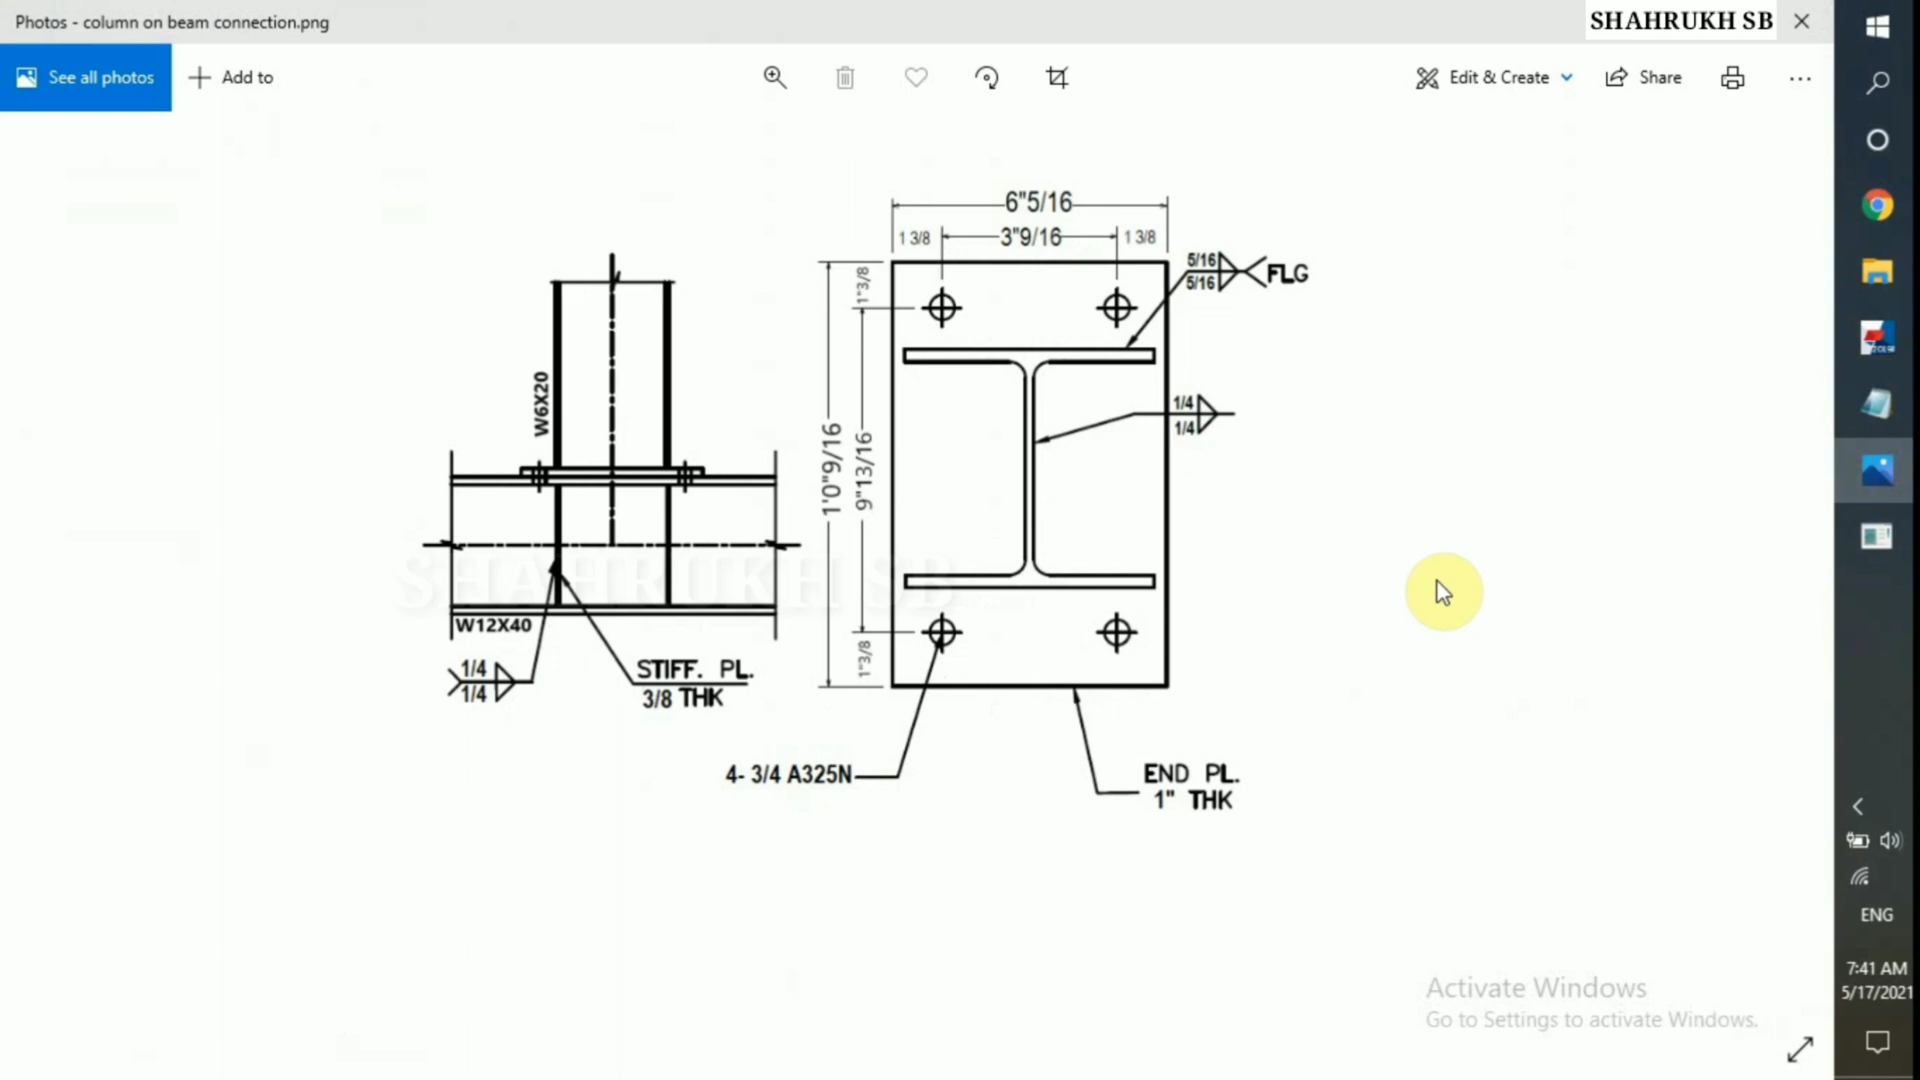 Photos - column on beam connection.png
SHAHRUKH SB
See all photos
Add to
Edit & Create
Share
6"5/16
1 3/8
3"9/16
1 3/8
1"3/8
5/16
5/16
FLG
W6X20
1'0"9/16
9"13/16
1/4
1/4
SHAHRUKH SB
W12X40
1/4
1/4
STIFF. PL.
3/8 THK
1"3/8
4- 3/4 A325N
END PL.
1" THK
ENG
7:41 AM
5/17/2021
Activate Windows
Go to Settings to activate Windows.